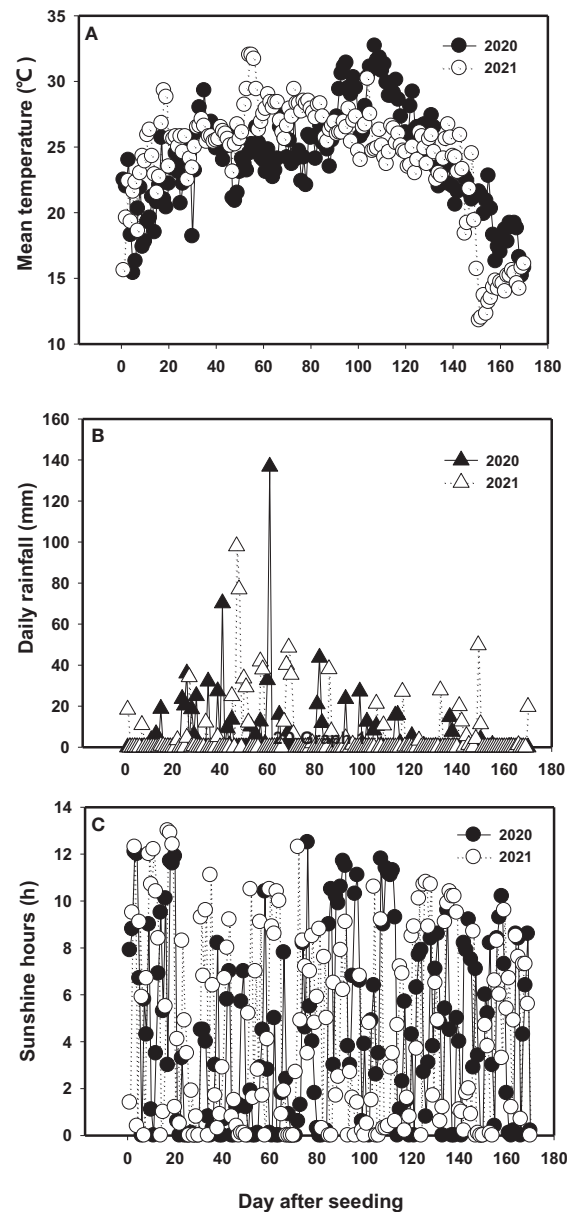 A
2020
2021
Mean temperature (℃)
35
30
25
20
15
10
0 20 40 60 80 100 120 140 160 180
B
2020
2021
Daily rainfall (mm)
160
140
120
100
80
60
40
20
0
2D Graph 1
0 20 40 60 80 100 120 140 160 180
C
2020
2021
Sunshine hours (h)
14
12
10
8
6
4
2
0
0 20 40 60 80 100 120 140 160 180
Day after seeding